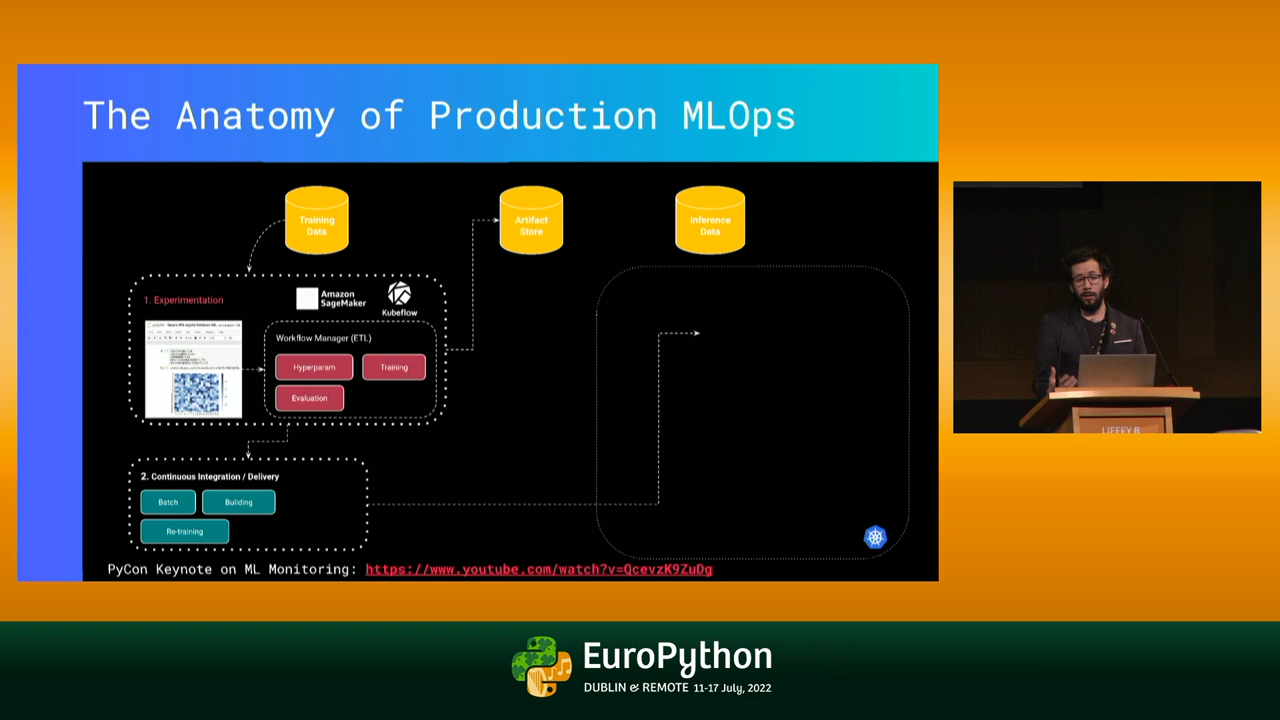 The Anatomy of Production MLOps
Training
Data
Artifact
Store
Inference
Data
1. Experimentation
Amazon
SageMaker
Kubeflow
Workflow Manager (ETL)
Hyperparam
Training
Evaluation
2. Continuous Integration / Delivery
Batch
Building
Re-training
PyCon Keynote on ML Monitoring: https://www.youtube.com/watch?v=QcevzK9ZuDg
LIFFEY B
EuroPython
DUBLIN & REMOTE 11-17 July, 2022